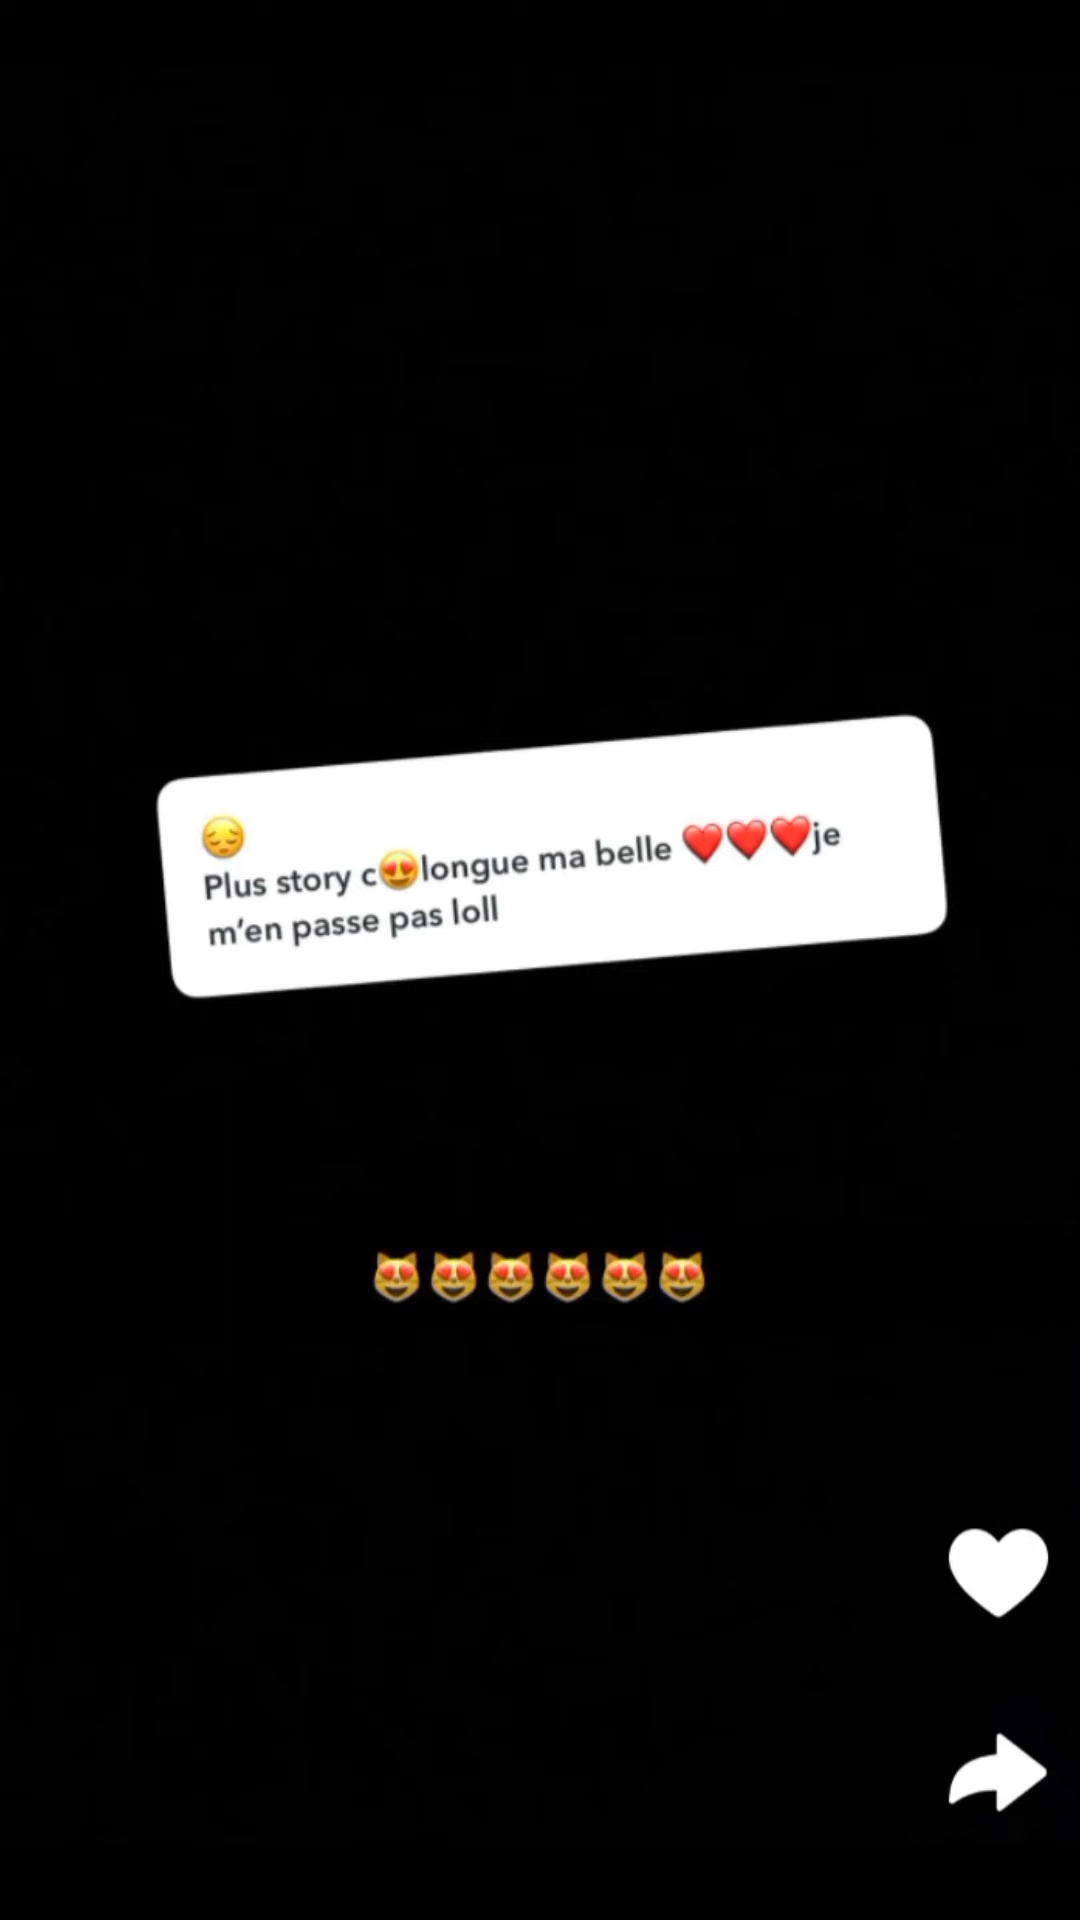 😔
Plus story c😍longue ma belle ❤️❤️❤️je
m’en passe pas loll
😻😻😻😻😻😻